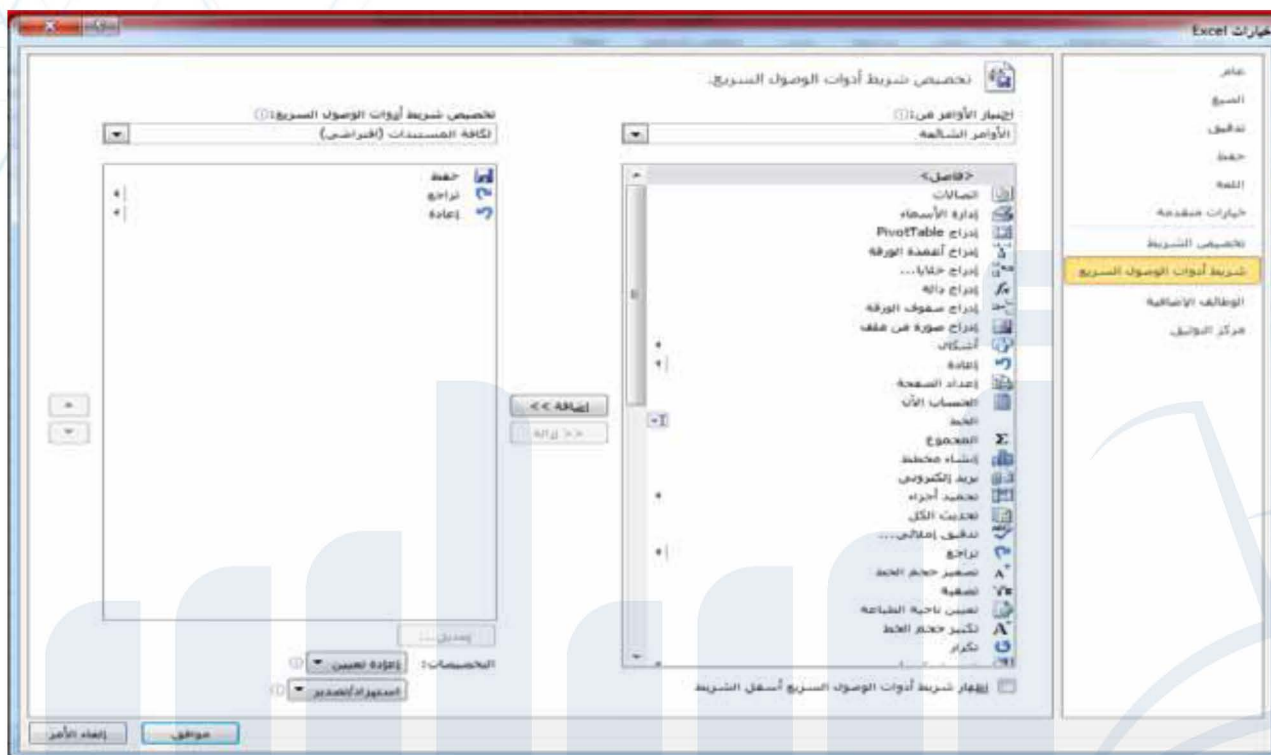 خيارات Excel
عام
الصيغ
تدقيق
حفظ
اللغة
خيارات متقدمة
تخصيص الشريط
شريط أدوات الوصول السريع
الوظائف الإضافية
مركز التوثيق
تخصيص شريط أدوات الوصول السريع.
اختيار الأوامر من:
الأوامر الشائعة
<فاصل>
اتصالات
إدارة الأسماء
إدراج PivotTable
إدراج أعمدة الورقة
إدراج خلايا...
إدراج دالة
إدراج صفوف الورقة
إدراج صورة من ملف
أشكال
إعادة
إعداد الصفحة
الحساب الآن
الخط
المجموع
إنشاء مخطط
بريد إلكتروني
تجميد أجزاء
تحديث الكل
تدقيق إملائي...
تراجع
تصغير حجم الخط
تصفية
تعيين ناحية الطباعة
تكبير حجم الخط
تكرار
إظهار شريط أدوات الوصول السريع أسفل الشريط
إضافة >>
<< إزالة
تخصيص شريط أدوات الوصول السريع:
لكافة المستندات (افتراضي)
حفظ
تراجع
إعادة
تعديل...
التخصيصات:
إعادة تعيين
استيراد/تصدير
موافق
إلغاء الأمر